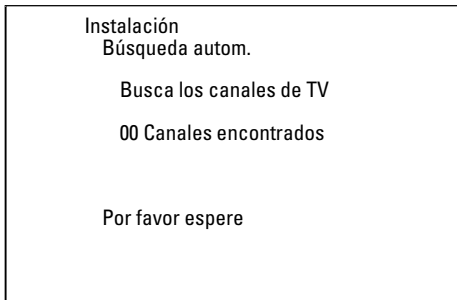 Instalación
Búsqueda autom.
Busca los canales de TV
00 Canales encontrados
Por favor espere